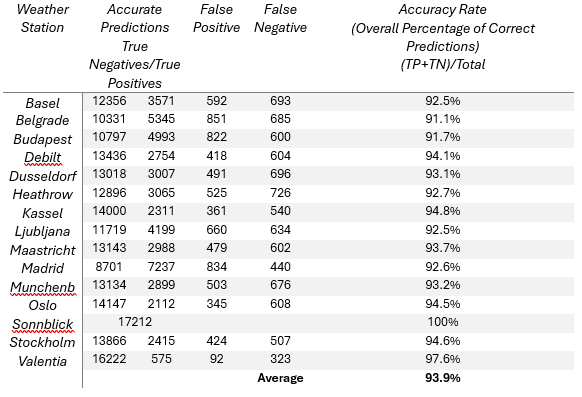 Weather Station Accurate Predictions True Negatives/True Positives False Positive False Negative Accuracy Rate (Overall Percentage of Correct Predictions) (TP+TN)/Total
Basel 12356 3571 592 693 92.5%
Belgrade 10331 5345 851 685 91.1%
Budapest 10797 4993 822 600 91.7%
Debilt 13436 2754 418 604 94.1%
Dusseldorf 13018 3007 491 696 93.1%
Heathrow 12896 3065 525 726 92.7%
Kassel 14000 2311 361 540 94.8%
Ljubljana 11719 4199 660 634 92.5%
Maastricht 13143 2988 479 602 93.7%
Madrid 8701 7237 834 440 92.6%
Munchenb 13134 2899 503 676 93.2%
Oslo 14147 2112 345 608 94.5%
Sonnblick 17212 100%
Stockholm 13866 2415 424 507 94.6%
Valentia 16222 575 92 323 97.6%
Average 93.9%